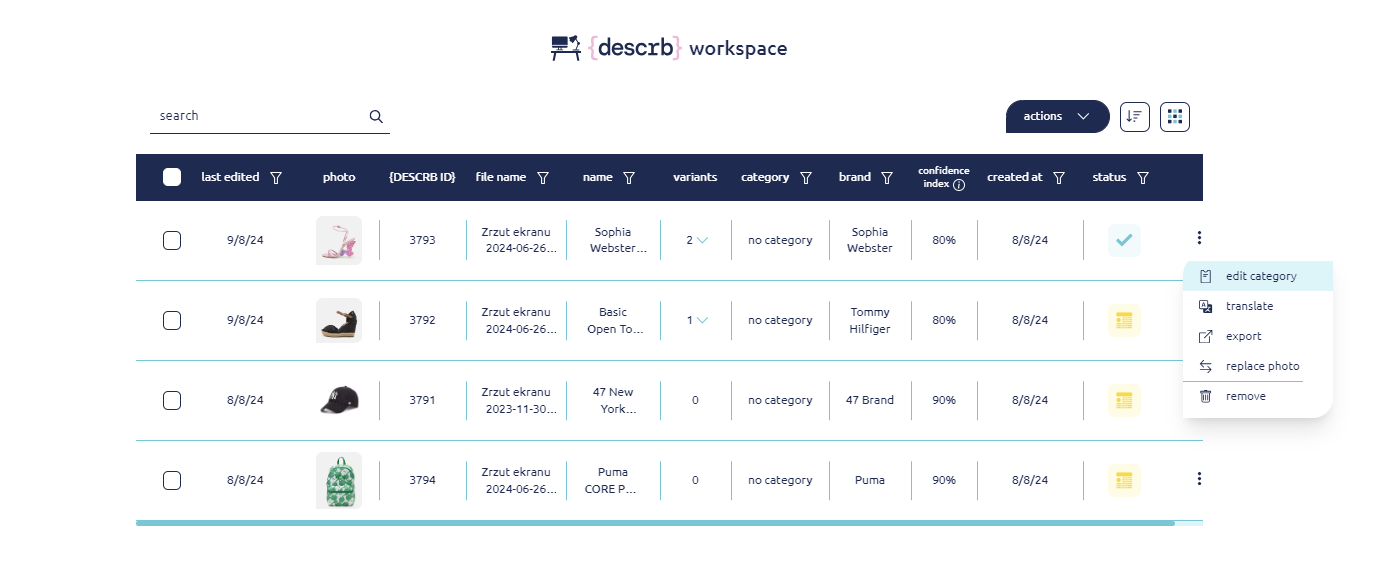 {descrb} workspace
search
actions
last edited photo {DESCRB ID} file name name variants category brand confidence index created at status
9/8/24 3793 Zrzut ekranu 2024-06-26... Sophia Webster... 2 no category Sophia Webster 80% 8/8/24
edit category
translate
export
replace photo
remove
9/8/24 3792 Zrzut ekranu 2024-06-26... Basic Open To... 1 no category Tommy Hilfiger 80% 8/8/24
8/8/24 3791 Zrzut ekranu 2023-11-30... 47 New York... 0 no category 47 Brand 90% 8/8/24
8/8/24 3794 Zrzut ekranu 2024-06-26... Puma CORE P... 0 no category Puma 90% 8/8/24